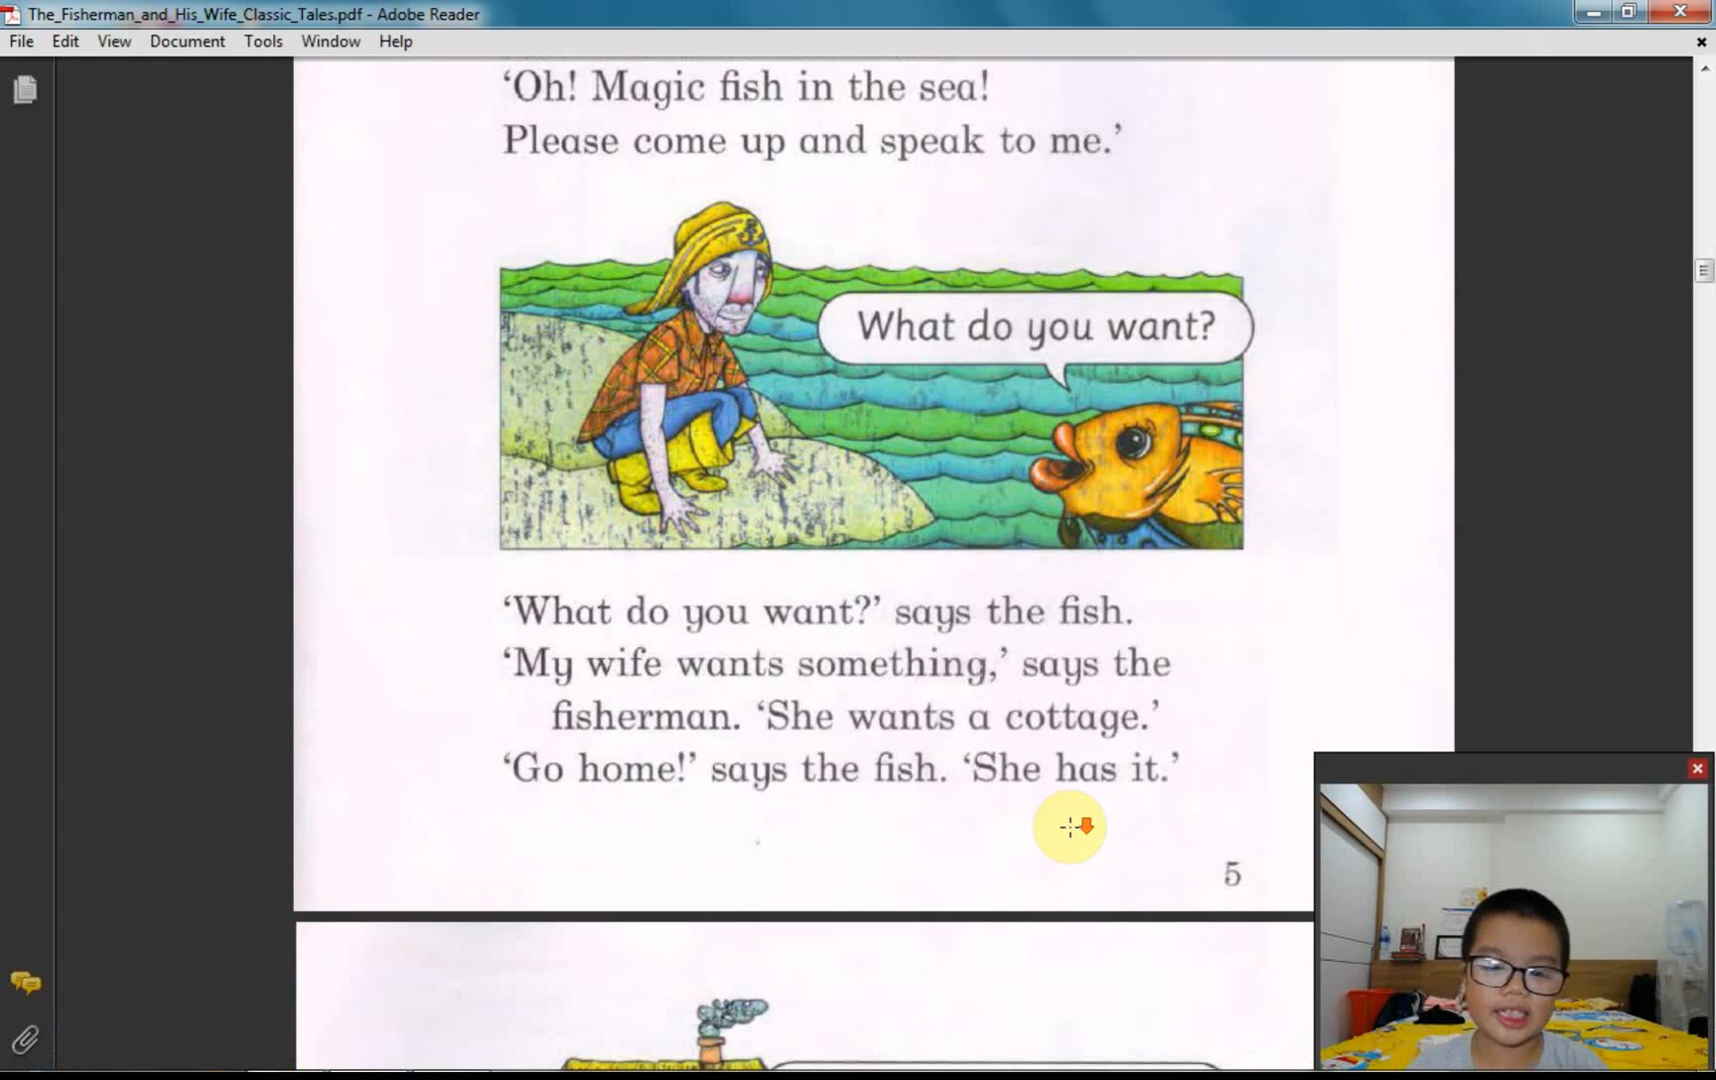 The_Fisherman_and_His_Wife_Classic_Tales.pdf - Adobe Reader
File Edit View Document Tools Window Help
‘Oh! Magic fish in the sea!
Please come up and speak to me.’
What do you want?
‘What do you want?’ says the fish.
‘My wife wants something,’ says the
fisherman. ‘She wants a cottage.’
‘Go home!’ says the fish. ‘She has it.’
5